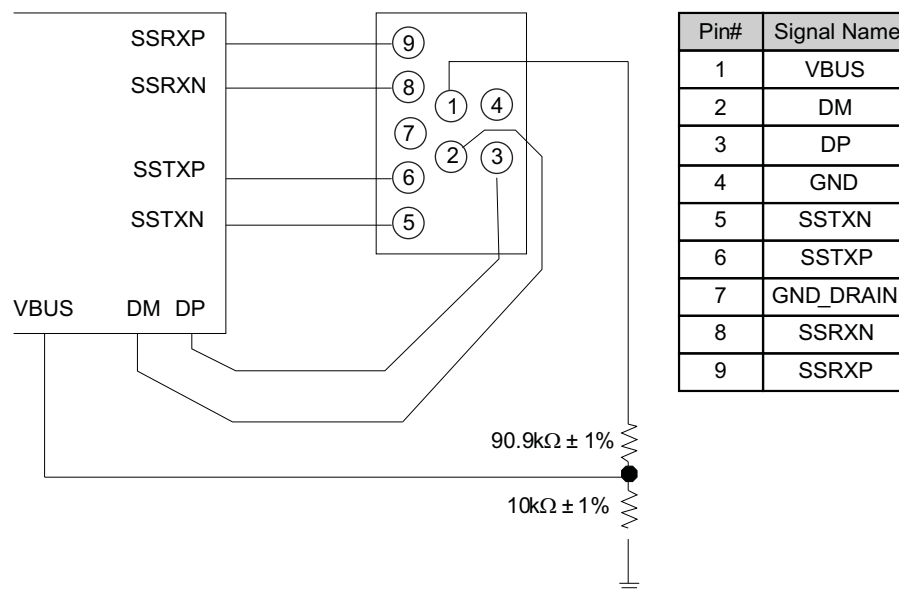 SSRXP
SSRXN
SSTXP
SSTXN
VBUS DM DP
9
8
7
6
5
1 4
2 3
90.9kΩ ± 1%
10kΩ ± 1%
Pin# Signal Name
1 VBUS
2 DM
3 DP
4 GND
5 SSTXN
6 SSTXP
7 GND_DRAIN
8 SSRXN
9 SSRXP